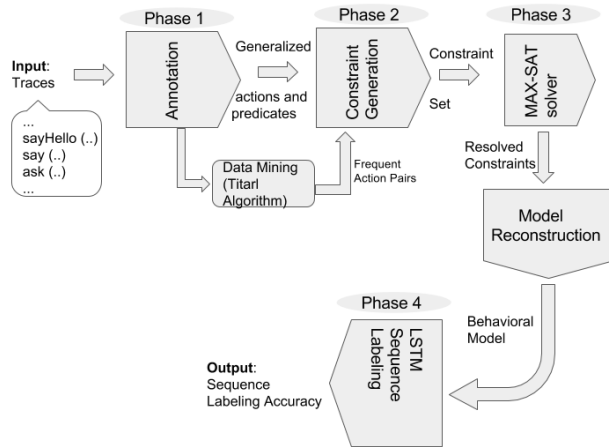 Phase 1
Phase 2
Phase 3
Input:
Traces
...
sayHello (..)
say (..)
ask (..)
...
Annotation
Generalized
actions and
predicates
Data Mining
(Titarl
Algorithm)
Frequent
Action Pairs
Constraint
Generation
Constraint
Set
MAX-SAT
solver
Resolved
Constraints
Model
Reconstruction
Behavioral
Model
Phase 4
LSTM
Sequence
Labeling
Output:
Sequence
Labeling Accuracy